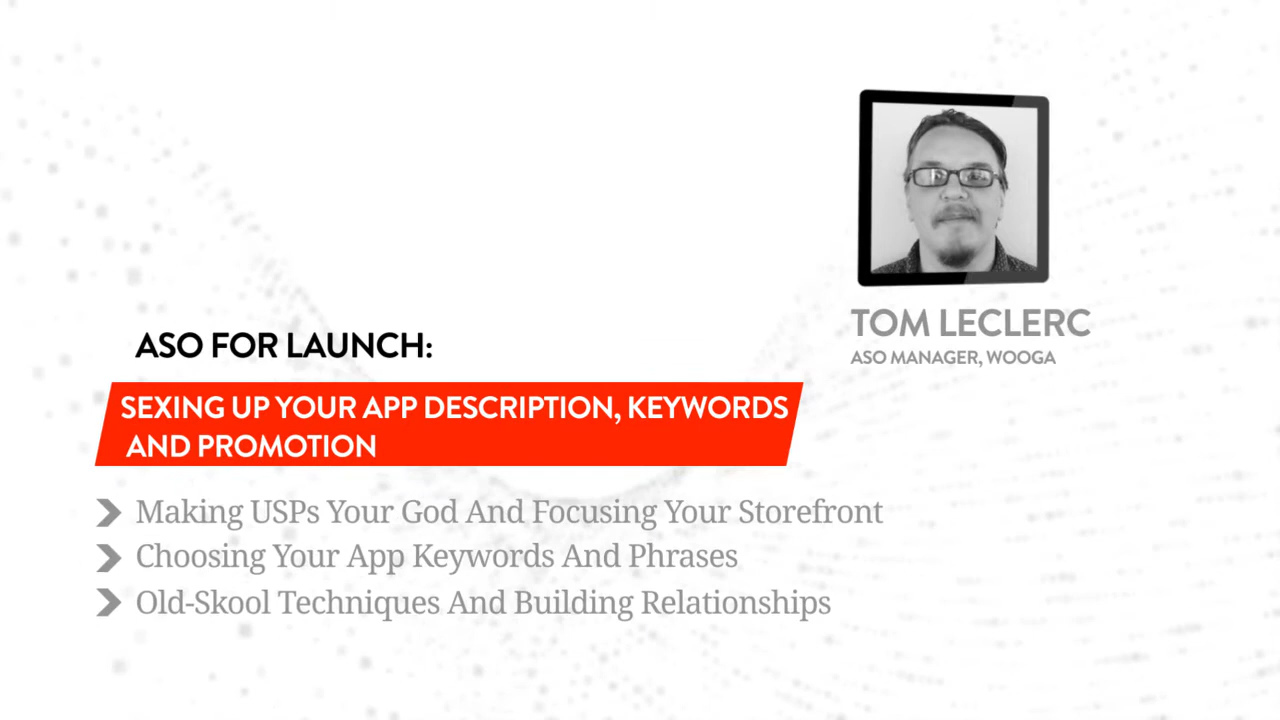 TOM LECLERC
ASO MANAGER, WOOGA
ASO FOR LAUNCH:
SEXING UP YOUR APP DESCRIPTION, KEYWORDS
AND PROMOTION
Making USPs Your God And Focusing Your Storefront
Choosing Your App Keywords And Phrases
Old-Skool Techniques And Building Relationships